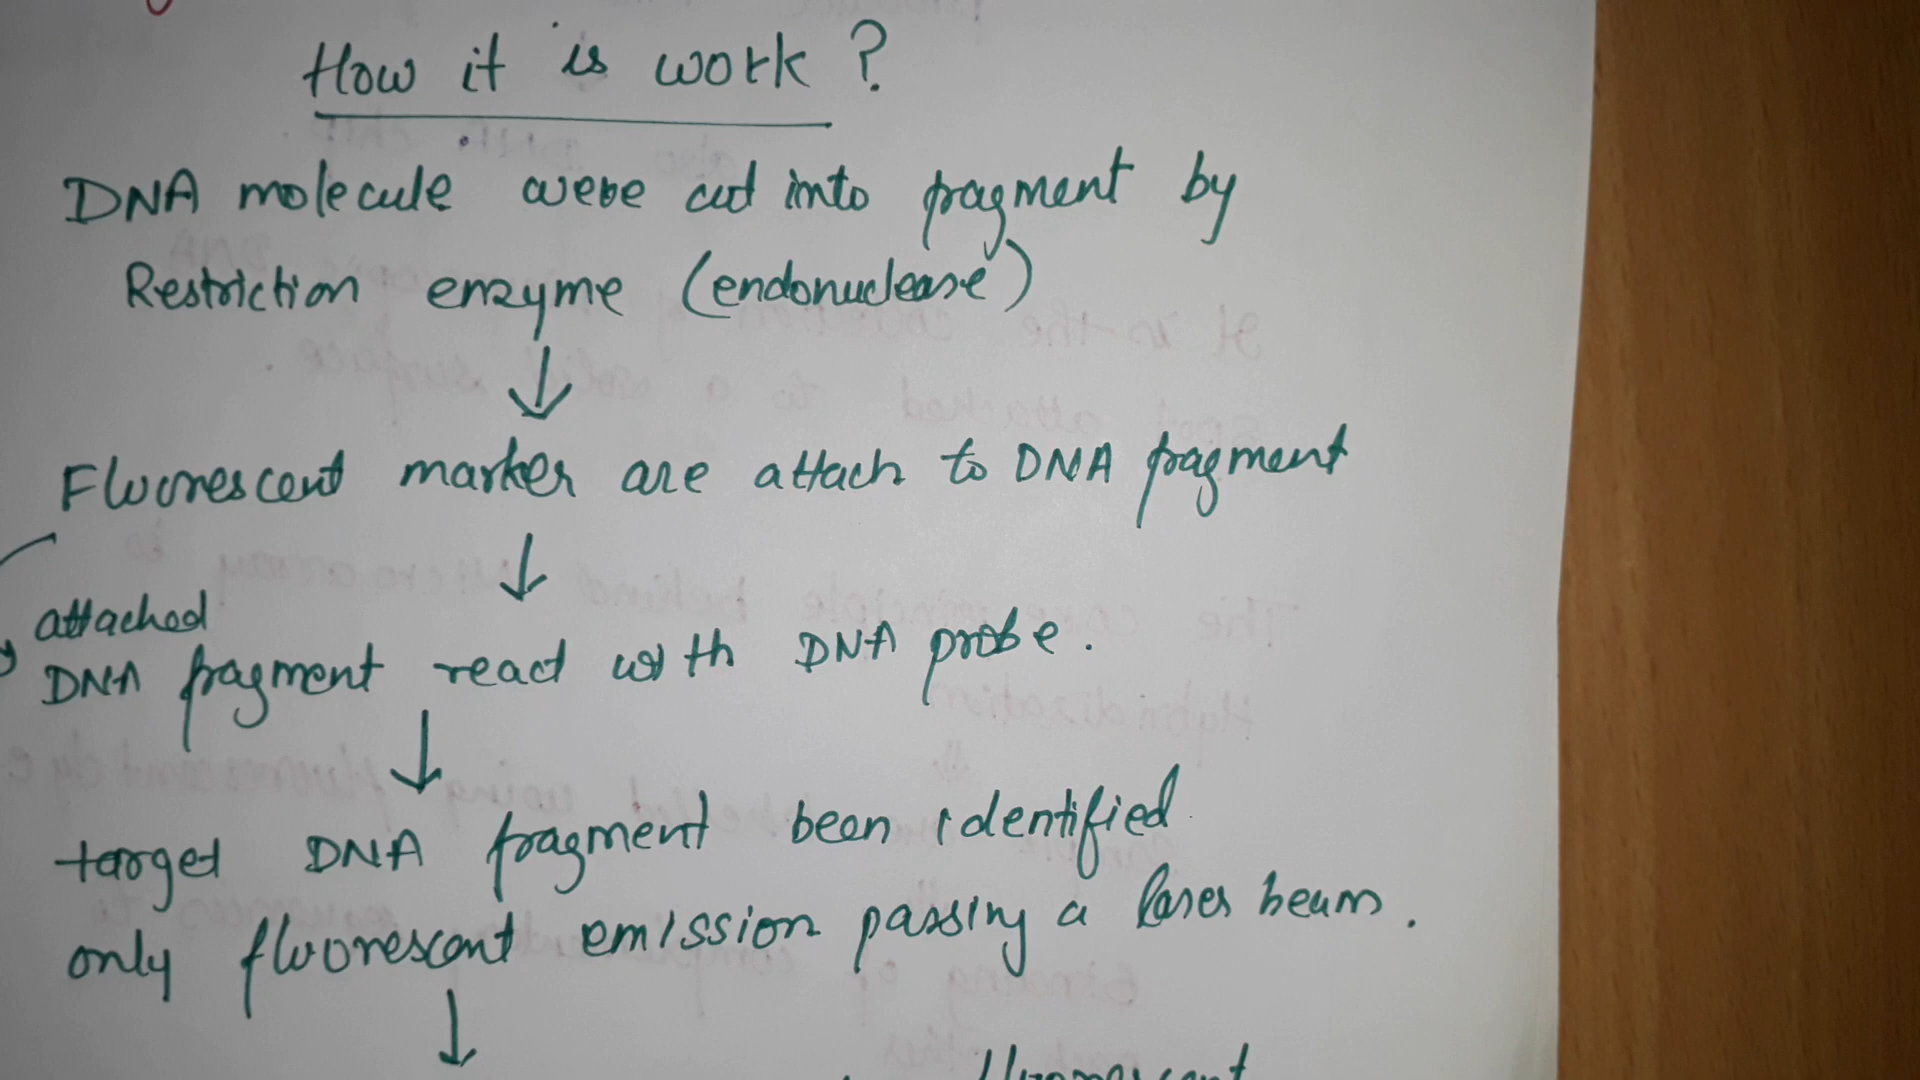 How it is work ?
DNA molecule were cut into fragment by
Restriction enzyme (endonuclease)
↓
Fluorescent marker are attach to DNA fragment
↓
attached
DNA fragment react with DNA probe.
↓
target DNA fragment been identified
only fluorescent emission passing a laser beam.
↓